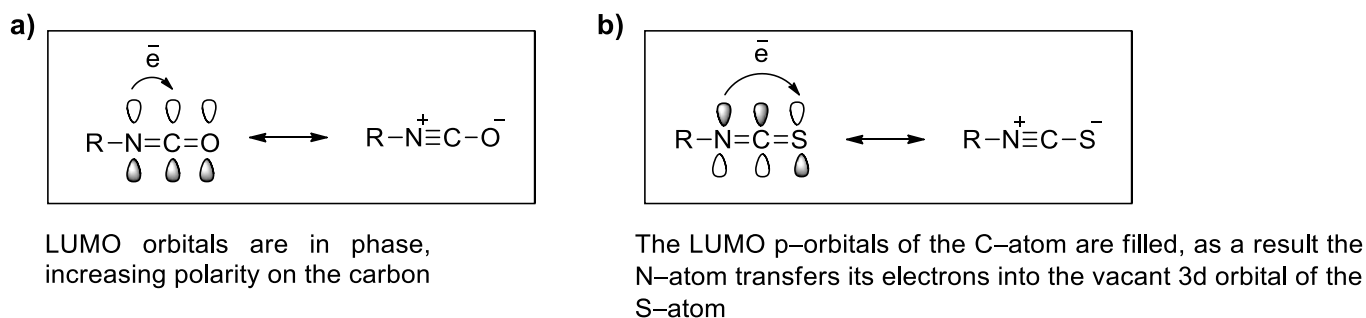 a)
ē
R–N=C=O ⟷ R–N⁺≡C–O⁻
LUMO orbitals are in phase,
increasing polarity on the carbon
b)
ē
R–N=C=S ⟷ R–N⁺≡C–S⁻
The LUMO p–orbitals of the C–atom are filled, as a result the
N–atom transfers its electrons into the vacant 3d orbital of the
S–atom